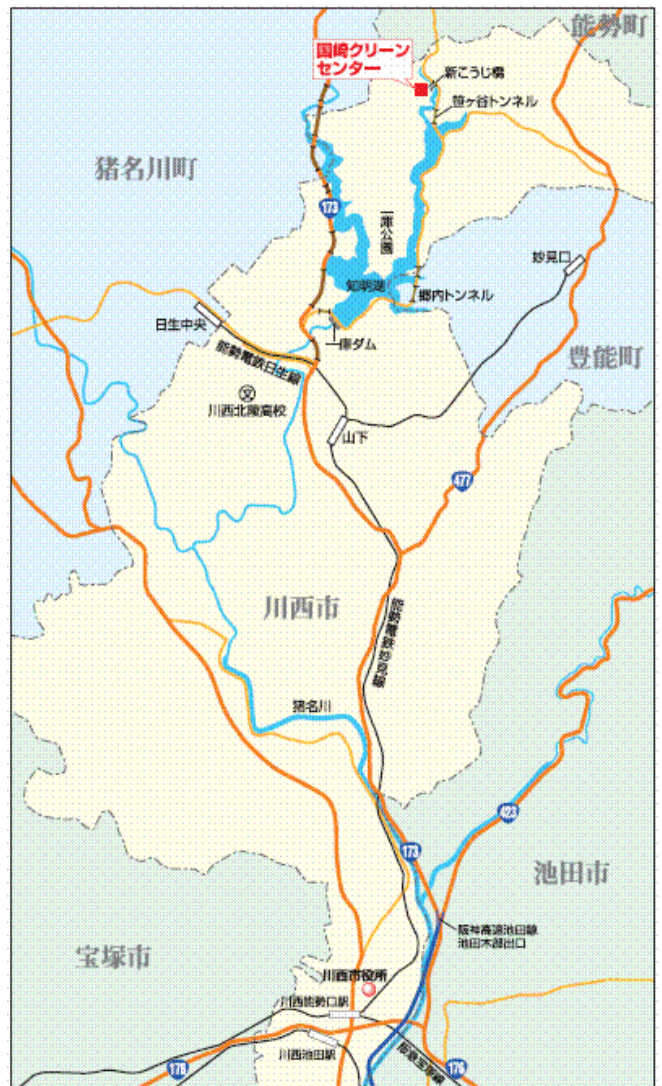 能勢町
国崎クリーン
センター
新こうじ橋
笹ヶ谷トンネル
猪名川町
173
一庫公園
妙見口
知明湖
郷内トンネル
日生中央
一庫ダム
能勢電鉄日生線
豊能町
川西北陵高校
山下
477
川西市
能勢電鉄妙見線
猪名川
423
173
池田市
阪神高速池田線
池田木部出口
宝塚市
川西市役所
川西能勢口駅
川西池田駅
阪急宝塚線
176
176